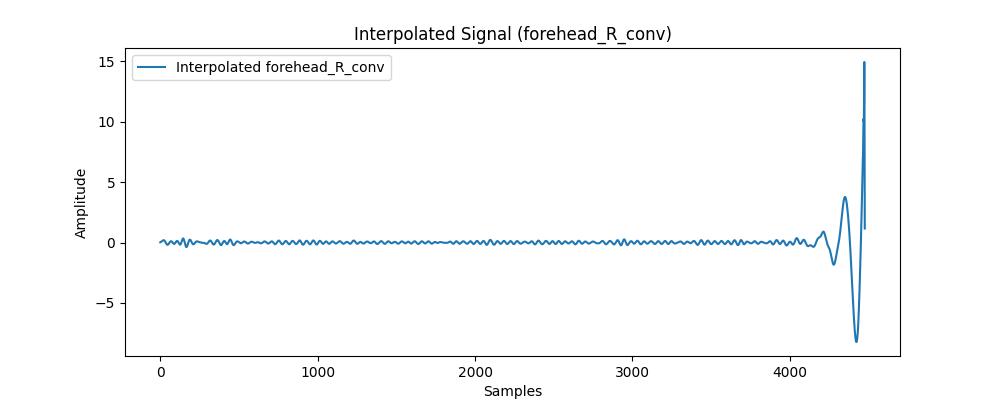 Interpolated Signal (forehead_R_conv)
Interpolated forehead_R_conv
15
10
5
0
−5
Amplitude
0 1000 2000 3000 4000
Samples